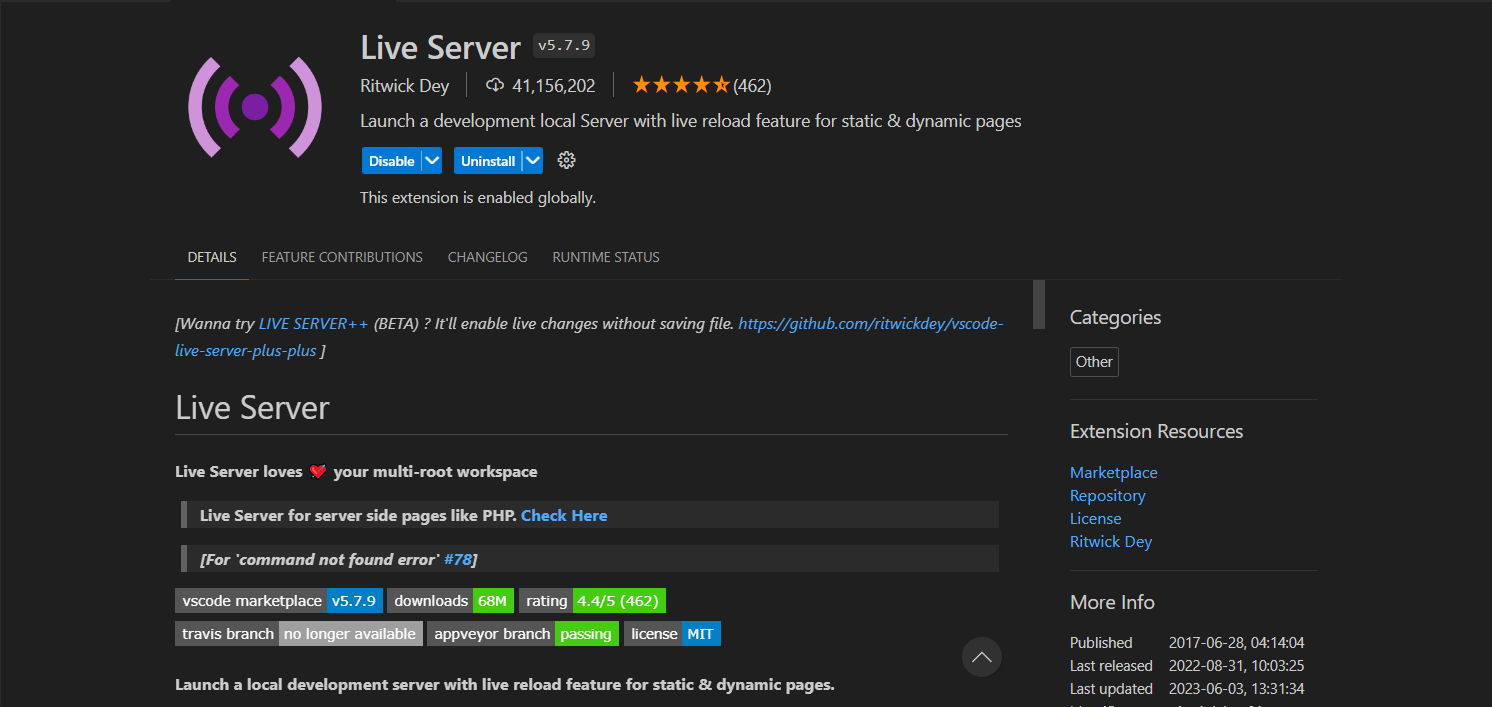 Live Server v5.7.9
Ritwick Dey 41,156,202 (462)
Launch a development local Server with live reload feature for static & dynamic pages
Disable Uninstall
This extension is enabled globally.
DETAILS FEATURE CONTRIBUTIONS CHANGELOG RUNTIME STATUS
[Wanna try LIVE SERVER++ (BETA) ? It'll enable live changes without saving file. https://github.com/ritwickdey/vscode-
live-server-plus-plus ]
Live Server
Live Server loves your multi-root workspace
Live Server for server side pages like PHP. Check Here
[For `command not found error` #78]
vscode marketplace v5.7.9 downloads 68M rating 4.4/5 (462)
travis branch no longer available appveyor branch passing license MIT
Launch a local development server with live reload feature for static & dynamic pages.
Categories
Other
Extension Resources
Marketplace
Repository
License
Ritwick Dey
More Info
Published 2017-06-28, 04:14:04
Last released 2022-08-31, 10:03:25
Last updated 2023-06-03, 13:31:34